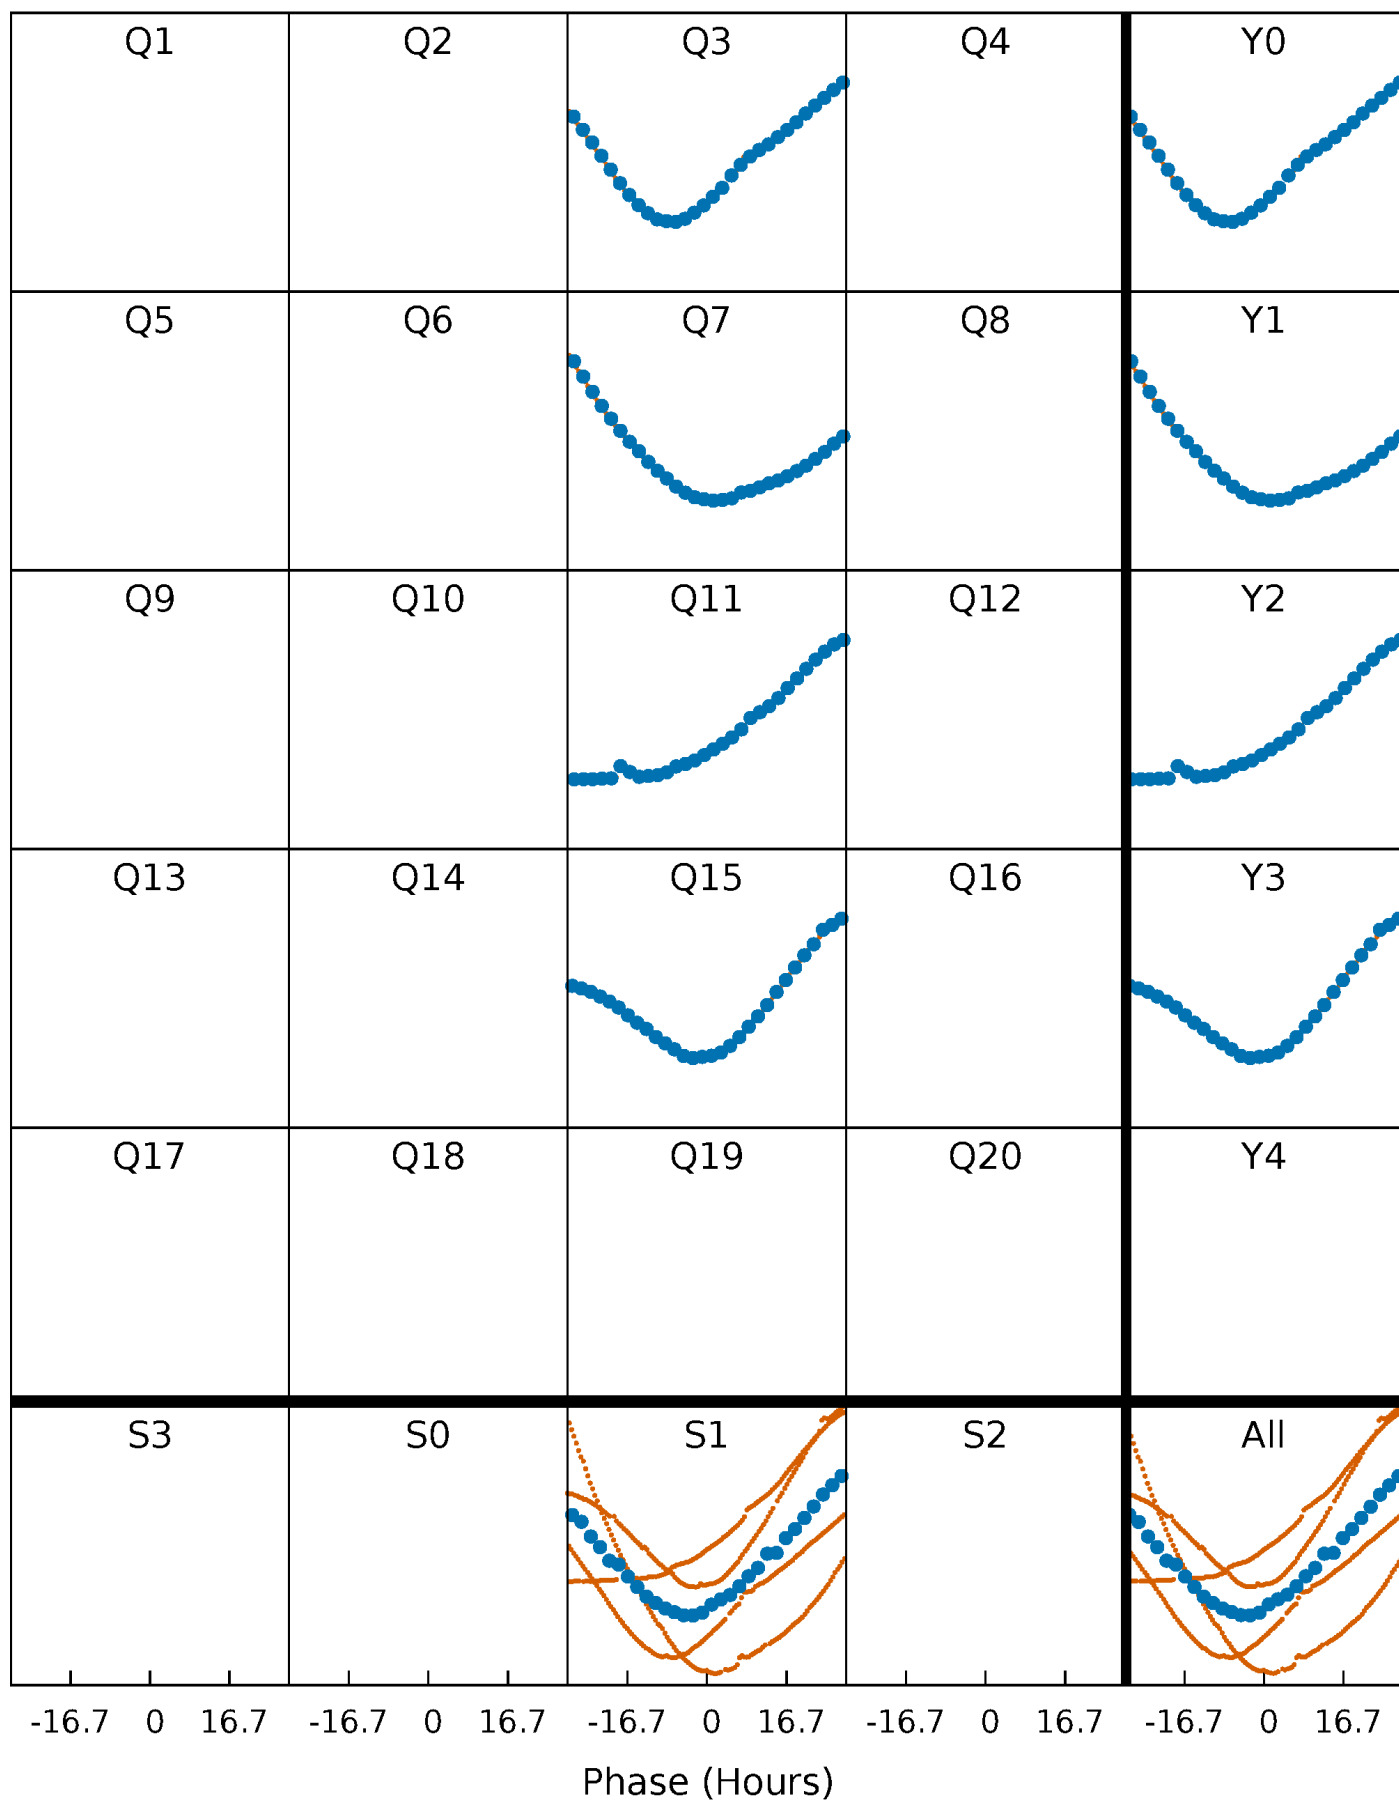 Q1 Q2 Q3 Q4 Y0
Q5 Q6 Q7 Q8 Y1
Q9 Q10 Q11 Q12 Y2
Q13 Q14 Q15 Q16 Y3
Q17 Q18 Q19 Q20 Y4
S3 S0 S1 S2 All
-16.7 0 16.7 -16.7 0 16.7 -16.7 0 16.7 -16.7 0 16.7 -16.7 0 16.7
Phase (Hours)